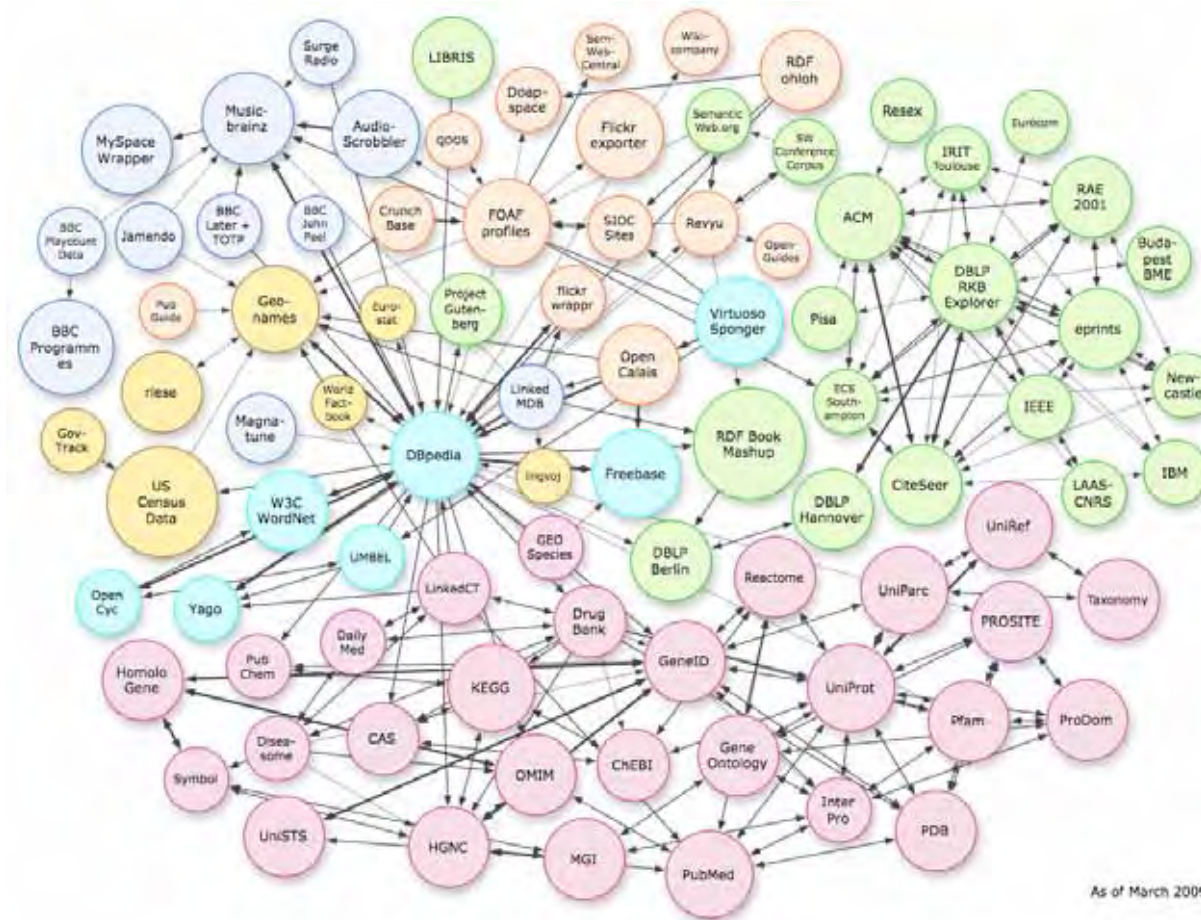 Surge
Radio
LIBRIS
Sem-
Web-
Central
Wiki-
company
RDF
ohloh
Music-
brainz
Doap-
space
Resex
Eurécom
MySpace
Wrapper
Audio-
Scrobbler
QDOS
Flickr
exporter
Semantic
Web.org
SW
Conference
Corpus
IRIT
Toulouse
RAE
2001
BBC
Playcount
Data
Jamendo
BBC
Later +
TOTP
BBC
John
Peel
Crunch
Base
FOAF
profiles
SIOC
Sites
Revyu
Open-
Guides
ACM
DBLP
RKB
Explorer
Buda-
pest
BME
Pub
Guide
Geo-
names
Euro-
stat
Project
Guten-
berg
flickr
wrappr
Virtuoso
Sponger
Pisa
eprints
BBC
Programm
es
riese
World
Fact-
book
Linked
MDB
Open
Calais
ECS
South-
ampton
IEEE
New-
castle
Gov-
Track
Magna-
tune
DBpedia
RDF Book
Mashup
lingvoj
Freebase
US
Census
Data
W3C
WordNet
CiteSeer
LAAS-
CNRS
IBM
UMBEL
GEO
Species
DBLP
Berlin
DBLP
Hannover
UniRef
Open
Cyc
Yago
LinkedCT
Reactome
UniParc
Taxonomy
Drug
Bank
PROSITE
Daily
Med
Pub
Chem
Homolo
Gene
KEGG
GeneID
UniProt
Pfam
ProDom
Disea-
some
CAS
Symbol
OMIM
ChEBI
Gene
Ontology
Inter
Pro
UniSTS
HGNC
MGI
PubMed
PDB
As of March 2009